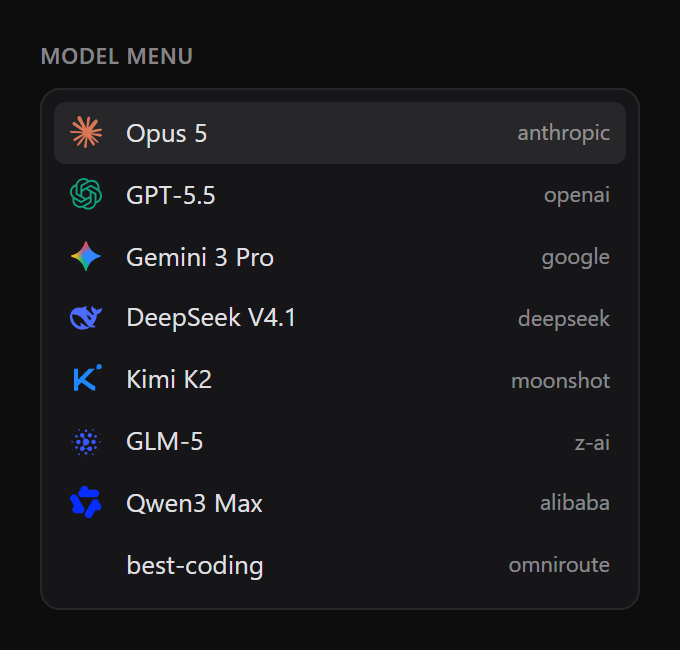 MODEL MENU
Opus 5 anthropic
GPT-5.5 openai
Gemini 3 Pro google
DeepSeek V4.1 deepseek
Kimi K2 moonshot
GLM-5 z-ai
Qwen3 Max alibaba
best-coding omniroute